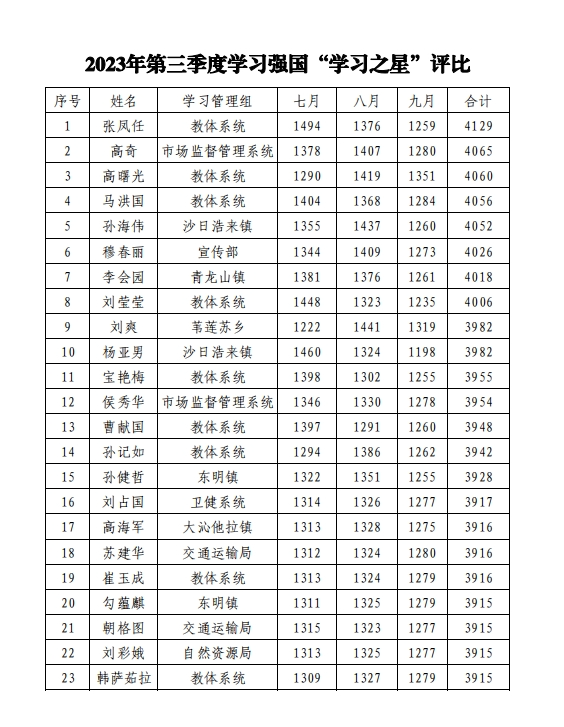 2023年第三季度学习强国“学习之星”评比
序号 姓名 学习管理组 七月 八月 九月 合计
1 张凤任 教体系统 1494 1376 1259 4129
2 高奇 市场监督管理系统 1378 1407 1280 4065
3 高曙光 教体系统 1290 1419 1351 4060
4 马洪国 教体系统 1404 1368 1284 4056
5 孙海伟 沙日浩来镇 1355 1437 1260 4052
6 穆春丽 宣传部 1344 1409 1273 4026
7 李会园 青龙山镇 1381 1376 1261 4018
8 刘莹莹 教体系统 1448 1323 1235 4006
9 刘爽 苇莲苏乡 1222 1441 1319 3982
10 杨亚男 沙日浩来镇 1460 1324 1198 3982
11 宝艳梅 教体系统 1398 1302 1255 3955
12 侯秀华 市场监督管理系统 1346 1330 1278 3954
13 曹献国 教体系统 1397 1291 1260 3948
14 孙记如 教体系统 1294 1386 1262 3942
15 孙健哲 东明镇 1322 1351 1255 3928
16 刘占国 卫健系统 1314 1326 1277 3917
17 高海军 大沁他拉镇 1313 1328 1275 3916
18 苏建华 交通运输局 1312 1324 1280 3916
19 崔玉成 教体系统 1313 1324 1279 3916
20 勾蕴麒 东明镇 1311 1325 1279 3915
21 朝格图 交通运输局 1315 1323 1277 3915
22 刘彩娥 自然资源局 1313 1325 1277 3915
23 韩萨茹拉 教体系统 1309 1327 1279 3915